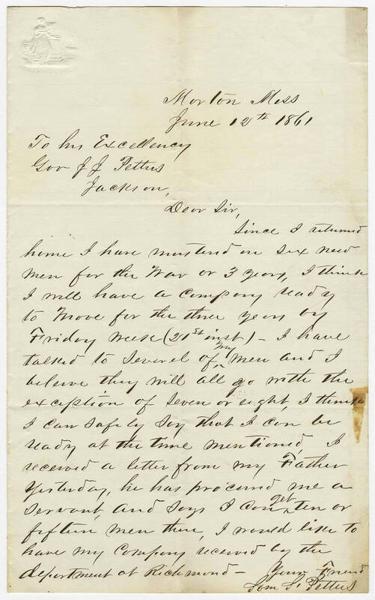 Morton Miss
June 12th 1861
To his Excellency
Gov J J Pettus
Jackson,
Dear Sir,
Since I returned
home I have mustered in six new
men for the War or 3 years, I think
I will have a company ready
to move for the three years by
Friday week (21st inst) - I have
talked to several of my men and I
believe they will all go with the
exception of seven or eight, I think
I can safely say that I can be
ready at the time mentioned, I
received a letter from my Father
yesterday, he has procured me a
servant, and says I can get ten or
fifteen men there, I would like to
have my company received by the
department at Richmond -
Your Friend
Tom S. Pettus